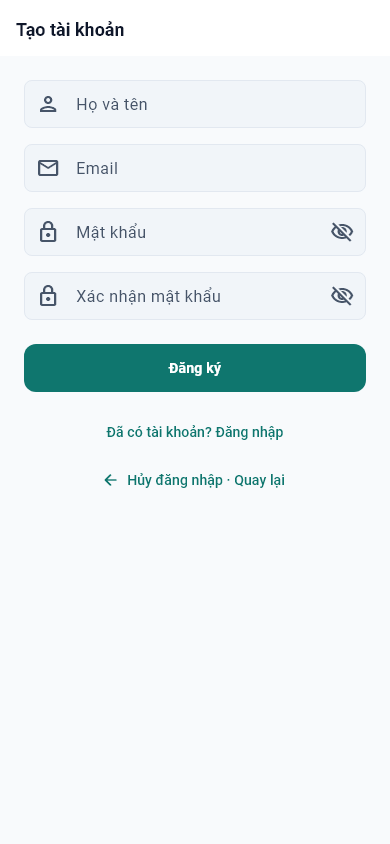 Tạo tài khoản
Họ và tên
Email
Mật khẩu
Xác nhận mật khẩu
Đăng ký
Đã có tài khoản? Đăng nhập
Hủy đăng nhập · Quay lại